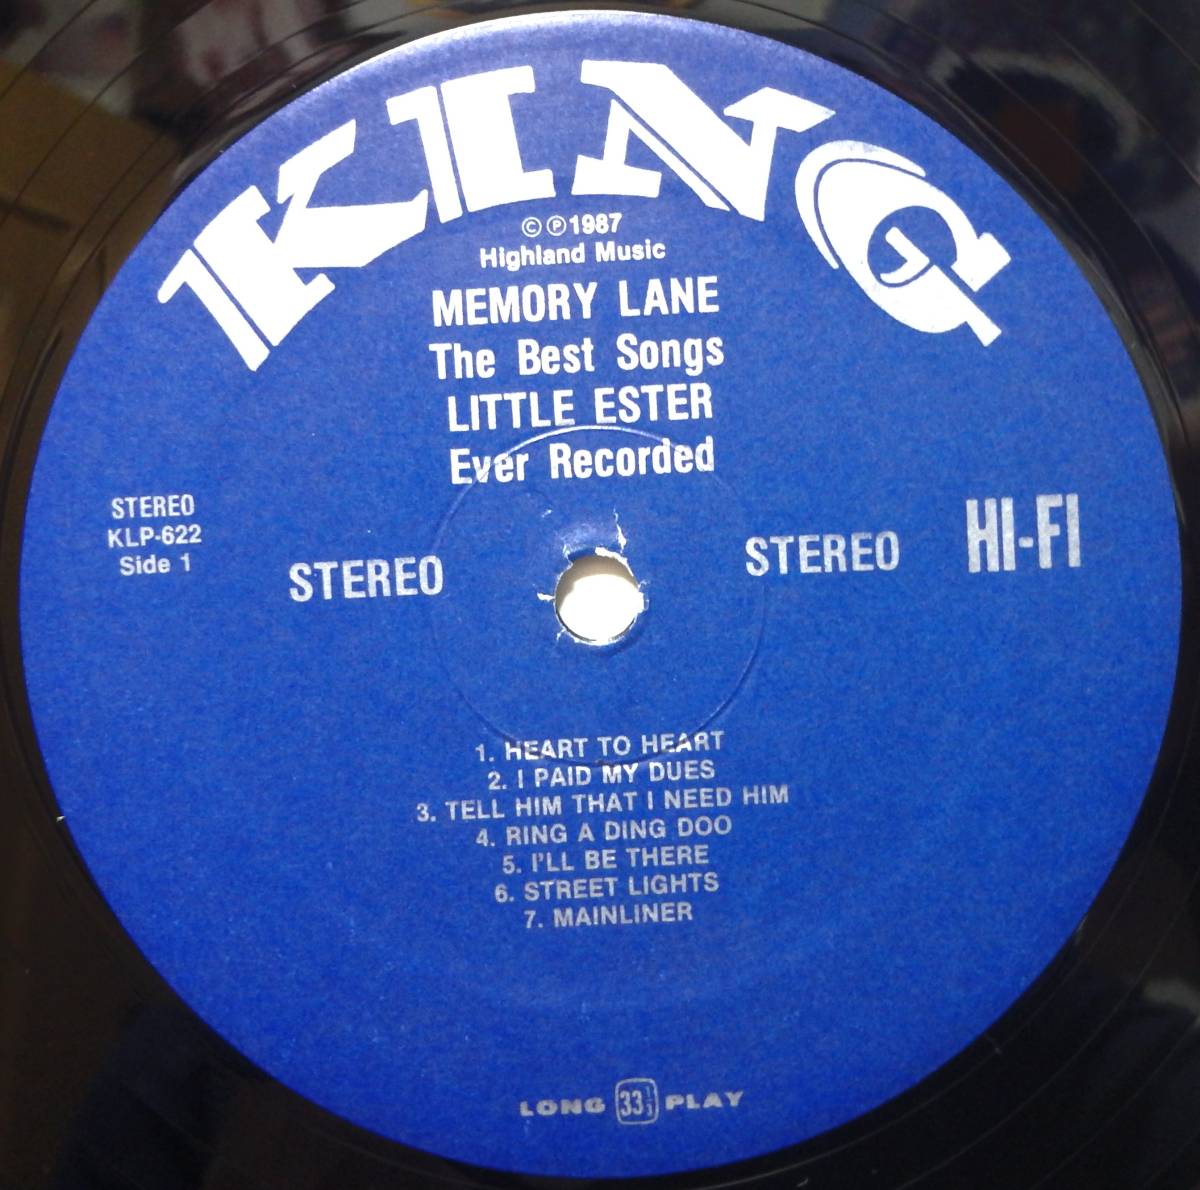 KING
©℗1987
Highland Music
MEMORY LANE
The Best Songs
LITTLE ESTER
Ever Recorded
STEREO
KLP-622
Side 1
STEREO
STEREO
HI-FI
1. HEART TO HEART
2. I PAID MY DUES
3. TELL HIM THAT I NEED HIM
4. RING A DING DOO
5. I'LL BE THERE
6. STREET LIGHTS
7. MAINLINER
LONG 33 1/3 PLAY